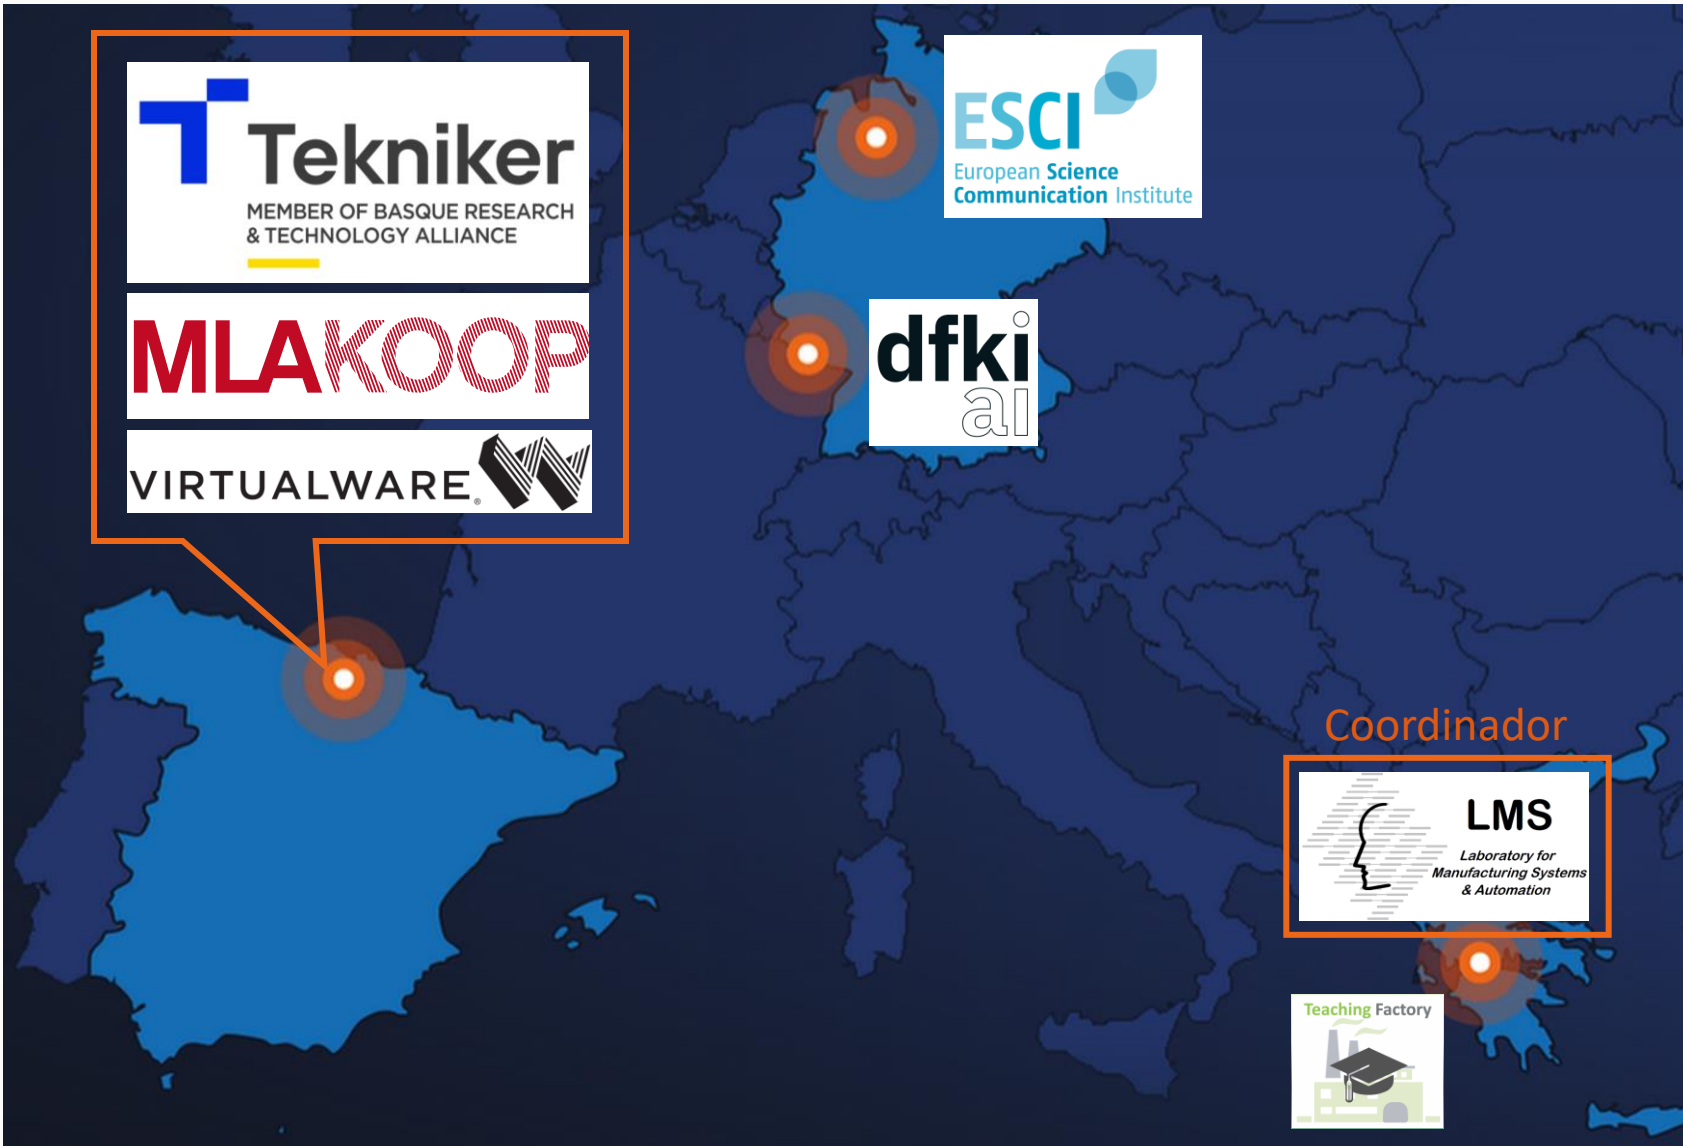 Tekniker
MEMBER OF BASQUE RESEARCH
& TECHNOLOGY ALLIANCE
MLAKOOP
VIRTUALWARE®
ESCI
European Science
Communication Institute
dfki
ai
Coordinador
LMS
Laboratory for
Manufacturing Systems
& Automation
Teaching Factory